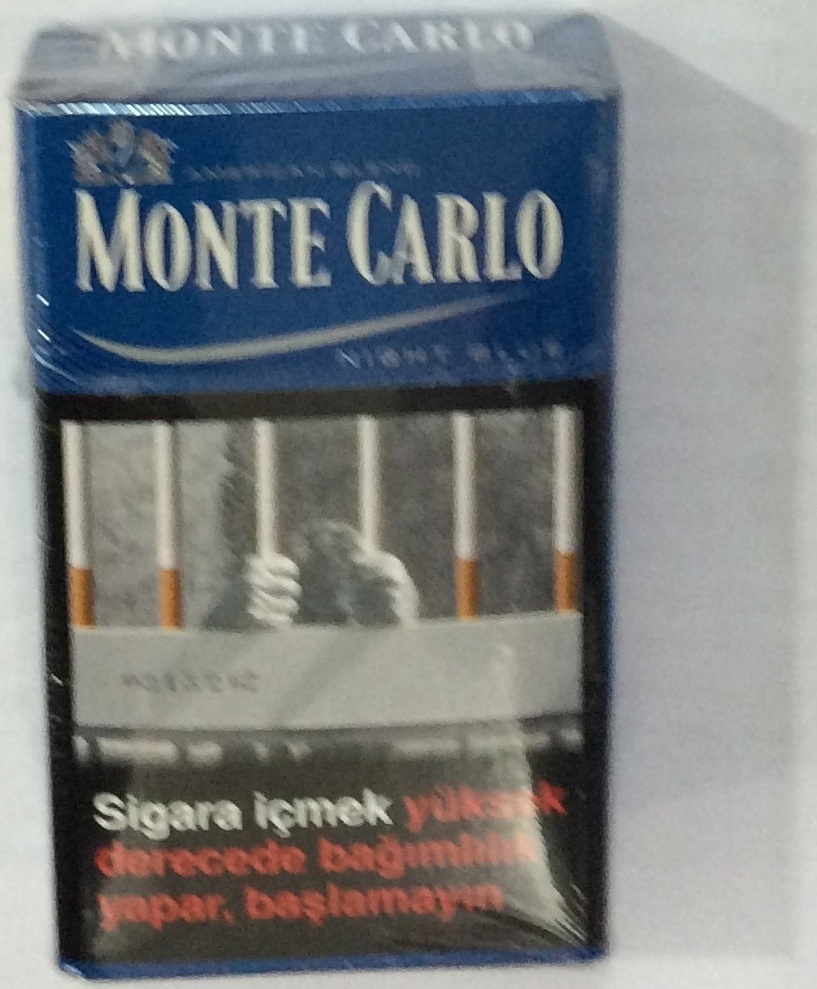 MONTE CARLO
AMERICAN BLEND
MONTE CARLO
NIGHT BLUE
Sigara içmek yüksek
derecede bağımlılık
yapar, başlamayın